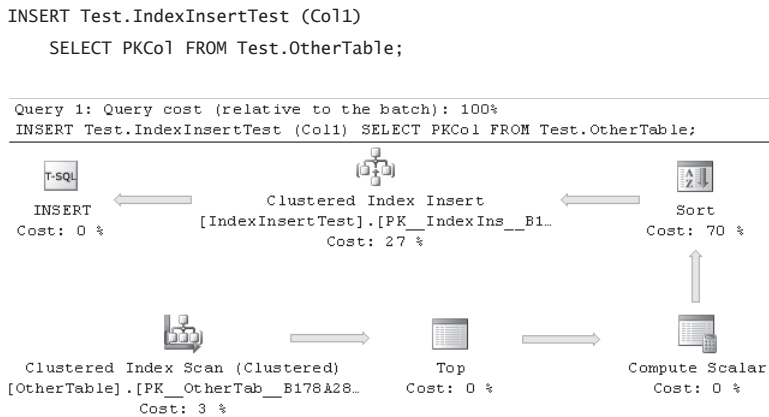 INSERT Test.IndexInsertTest (Col1)
SELECT PKCol FROM Test.OtherTable;
Query 1: Query cost (relative to the batch): 100%
INSERT Test.IndexInsertTest (Col1) SELECT PKCol FROM Test.OtherTable;
T-SQL
INSERT
Cost: 0 %
Clustered Index Insert
[IndexInsertTest].[PK__IndexIns__B1…
Cost: 27 %
A
Z
Sort
Cost: 70 %
Clustered Index Scan (Clustered)
[OtherTable].[PK__OtherTab__B178A28…
Cost: 3 %
Top
Cost: 0 %
Compute Scalar
Cost: 0 %